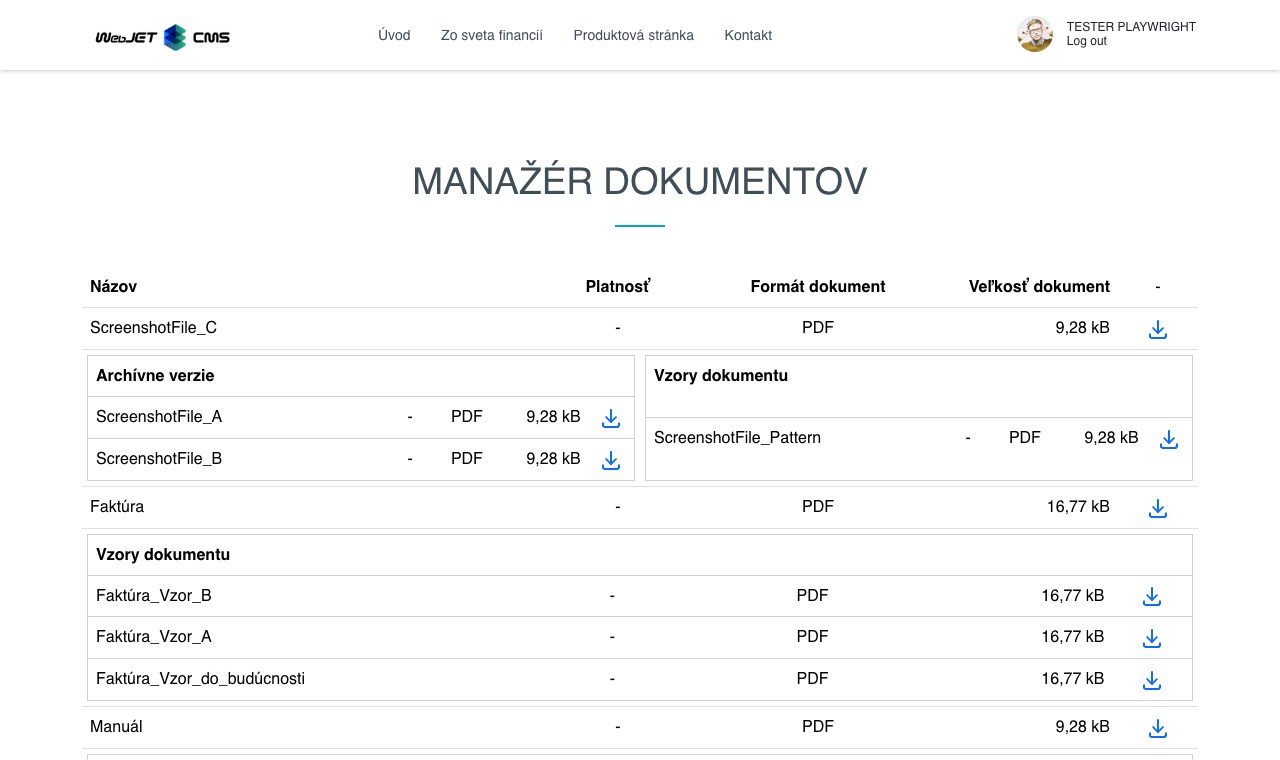 WebJET CMS
Úvod Zo sveta financií Produktová stránka Kontakt
TESTER PLAYWRIGHT
Log out
MANAŽÉR DOKUMENTOV
Názov Platnosť Formát dokument Veľkosť dokument -
ScreenshotFile_C - PDF 9,28 kB
Archívne verzie
ScreenshotFile_A - PDF 9,28 kB
ScreenshotFile_B - PDF 9,28 kB
Vzory dokumentu
ScreenshotFile_Pattern - PDF 9,28 kB
Faktúra - PDF 16,77 kB
Vzory dokumentu
Faktúra_Vzor_B - PDF 16,77 kB
Faktúra_Vzor_A - PDF 16,77 kB
Faktúra_Vzor_do_budúcnosti - PDF 16,77 kB
Manuál - PDF 9,28 kB